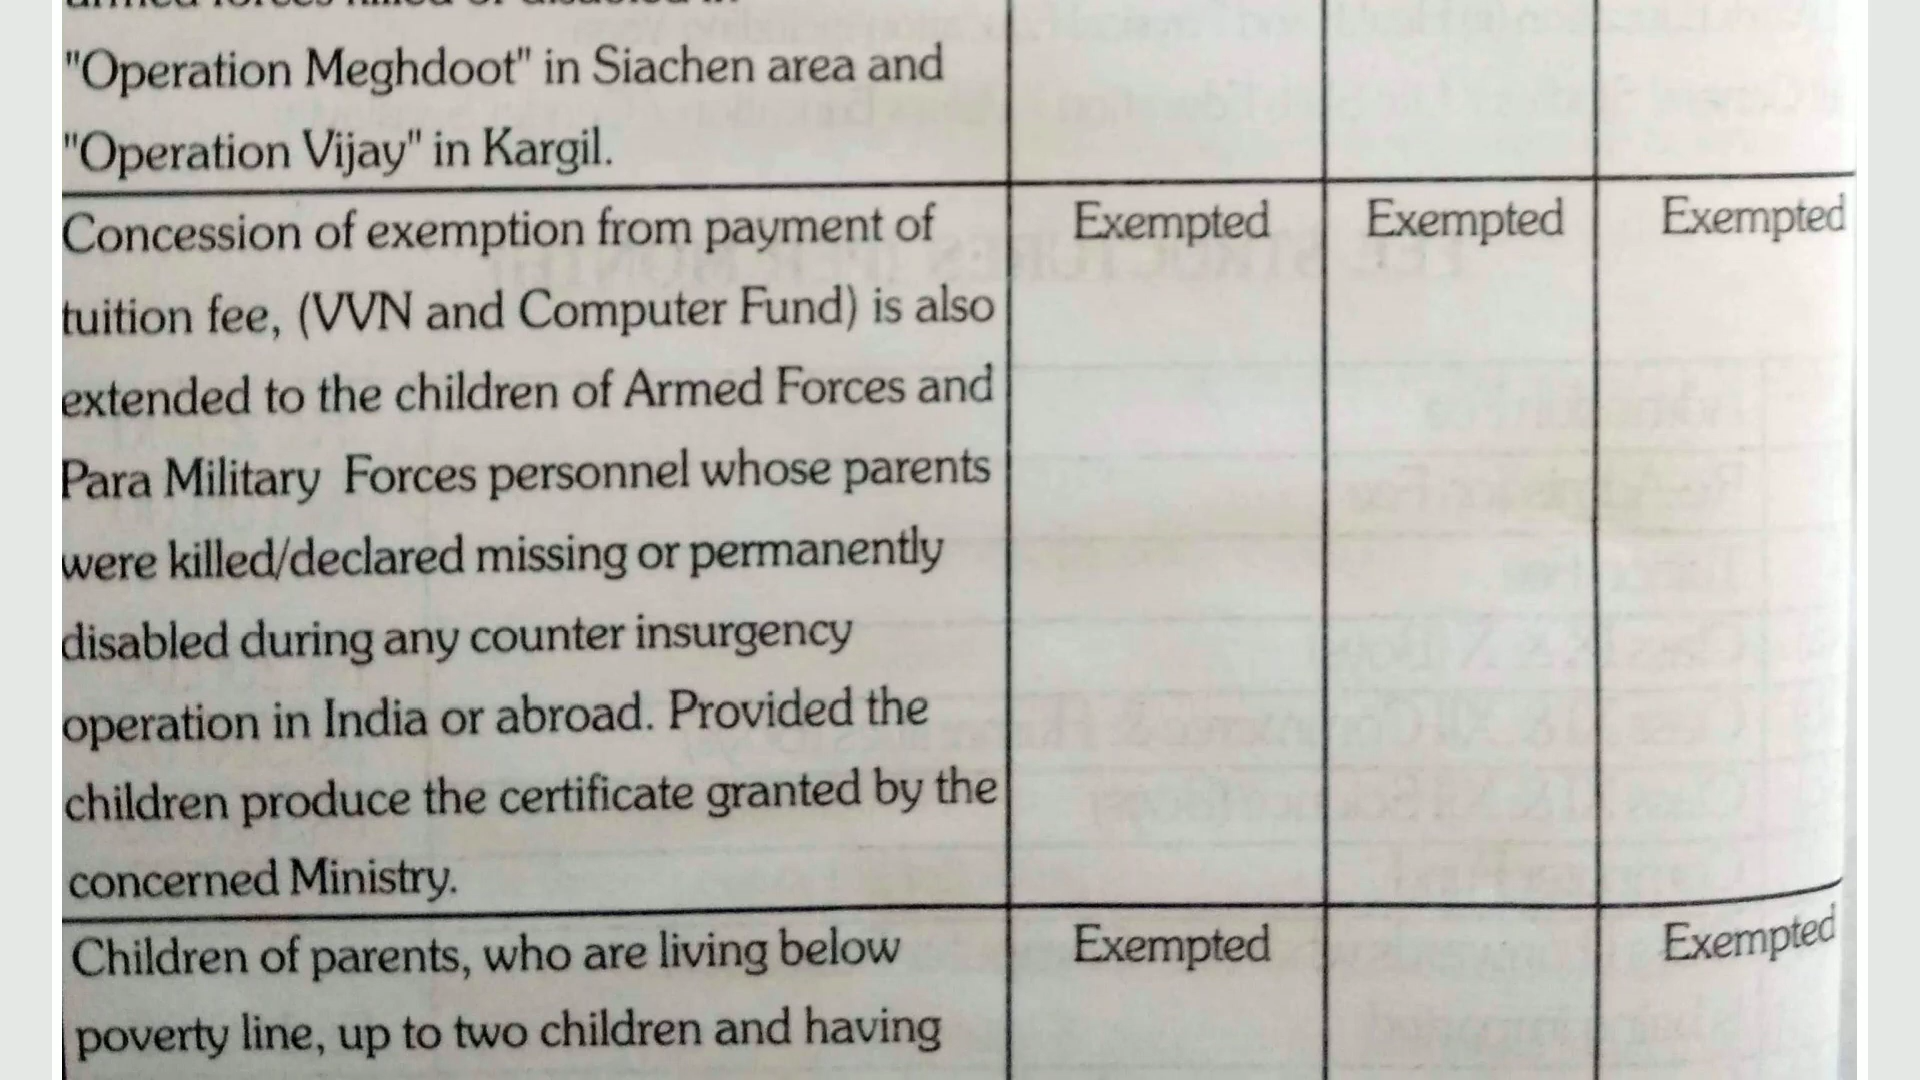 "Operation Meghdoot" in Siachen area and
"Operation Vijay" in Kargil.
Concession of exemption from payment of
tuition fee, (VVN and Computer Fund) is also
extended to the children of Armed Forces and
Para Military Forces personnel whose parents
were killed/declared missing or permanently
disabled during any counter insurgency
operation in India or abroad. Provided the
children produce the certificate granted by the
concerned Ministry.
Exempted
Exempted
Exempted
Children of parents, who are living below
poverty line, up to two children and having
Exempted
Exempted